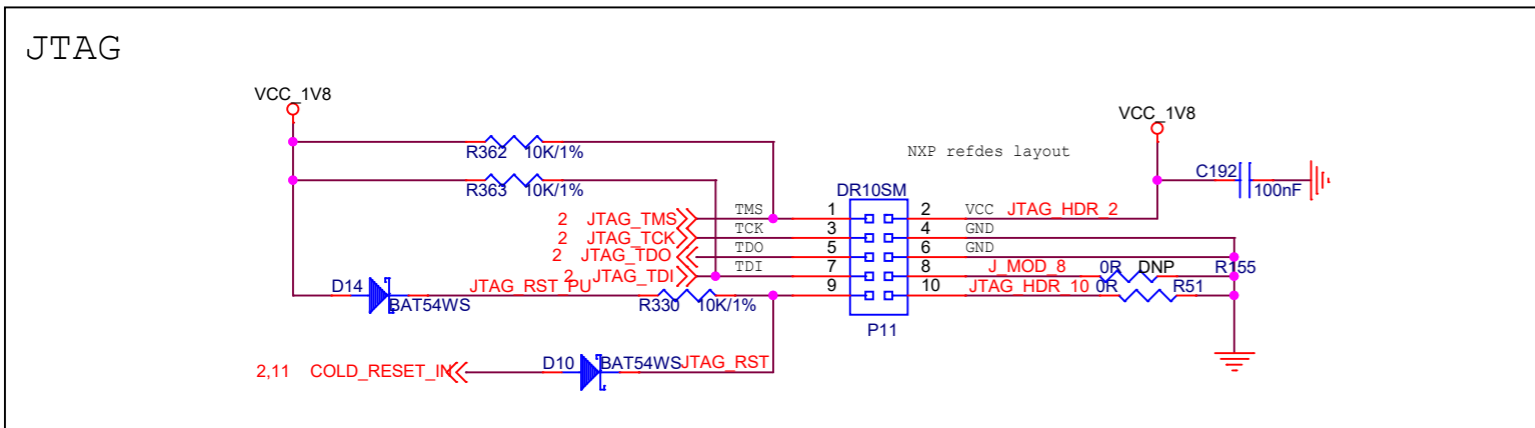 JTAG
VCC_1V8
VCC_1V8
R362 10K/1%
NXP refdes layout
R363 10K/1%
C192
100nF
DR10SM
2 JTAG_TMS TMS 1 2 VCC JTAG_HDR_2
2 JTAG_TCK TCK 3 4 GND
2 JTAG_TDO TDO 5 6 GND
2 JTAG_TDI TDI 7 8 J_MOD_8 0R DNP R155
D14 JTAG_RST_PU 9 10 JTAG_HDR_10 0R R51
BAT54WS R330 10K/1%
P11
D10 BAT54WS JTAG_RST
2,11 COLD_RESET_IN